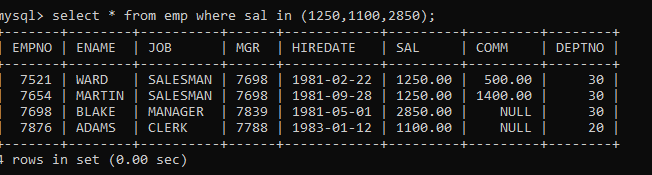 mysql> select * from emp where sal in (1250,1100,2850);
+-------+--------+----------+------+------------+---------+---------+--------+
| EMPNO | ENAME | JOB | MGR | HIREDATE | SAL | COMM | DEPTNO |
+-------+--------+----------+------+------------+---------+---------+--------+
| 7521 | WARD | SALESMAN | 7698 | 1981-02-22 | 1250.00 | 500.00 | 30 |
| 7654 | MARTIN | SALESMAN | 7698 | 1981-09-28 | 1250.00 | 1400.00 | 30 |
| 7698 | BLAKE | MANAGER | 7839 | 1981-05-01 | 2850.00 | NULL | 30 |
| 7876 | ADAMS | CLERK | 7788 | 1983-01-12 | 1100.00 | NULL | 20 |
+-------+--------+----------+------+------------+---------+---------+--------+
4 rows in set (0.00 sec)